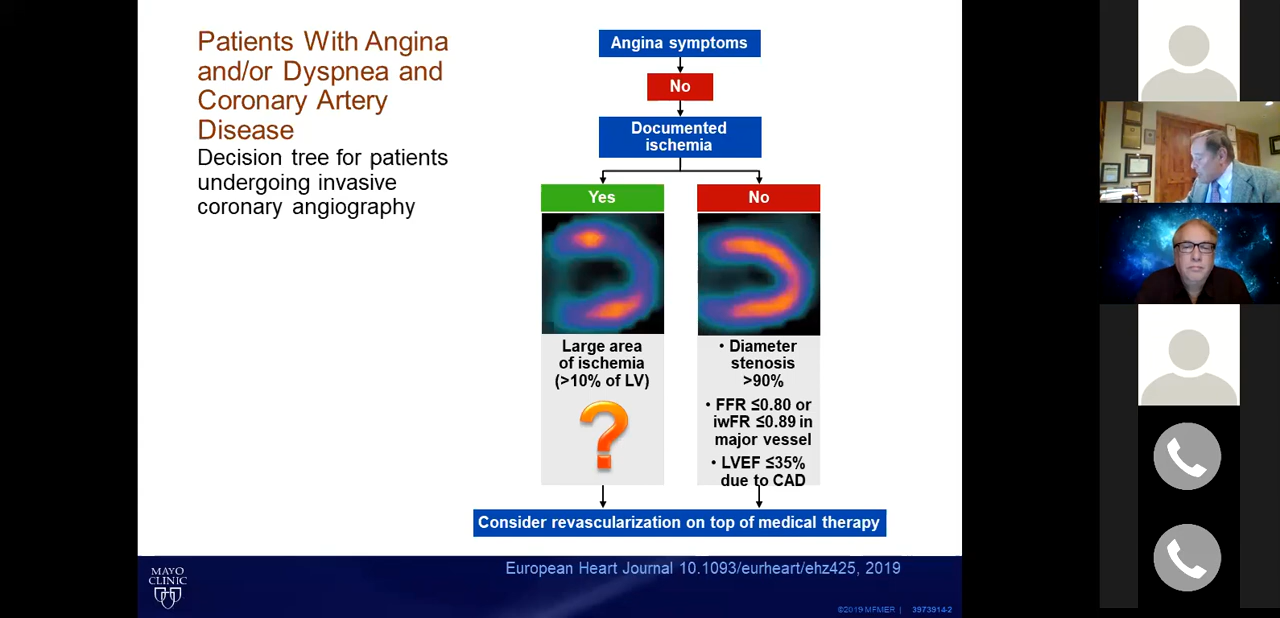 Patients With Angina
and/or Dyspnea and
Coronary Artery
Disease
Decision tree for patients
undergoing invasive
coronary angiography
Angina symptoms
No
Documented
ischemia
Yes
No
Large area
of ischemia
(>10% of LV)
?
• Diameter
stenosis
>90%
• FFR ≤0.80 or
iwFR ≤0.89 in
major vessel
• LVEF ≤35%
due to CAD
Consider revascularization on top of medical therapy
MAYO
CLINIC
European Heart Journal 10.1093/eurheart/ehz425, 2019
©2019 MFMER | 3973914-2